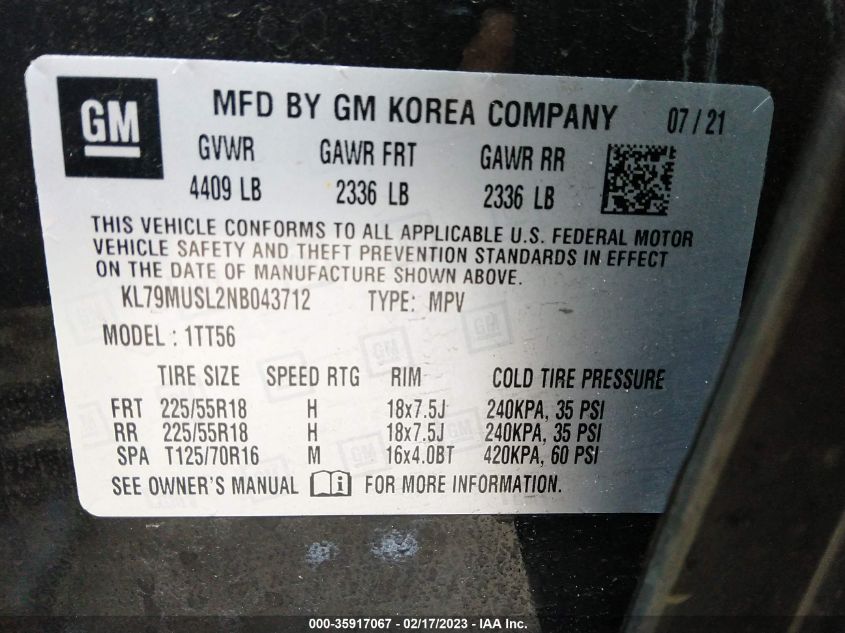 GM
MFD BY GM KOREA COMPANY 07/21
GVWR GAWR FRT GAWR RR
4409 LB 2336 LB 2336 LB
THIS VEHICLE CONFORMS TO ALL APPLICABLE U.S. FEDERAL MOTOR
VEHICLE SAFETY AND THEFT PREVENTION STANDARDS IN EFFECT
ON THE DATE OF MANUFACTURE SHOWN ABOVE.
KL79MUSL2NB043712 TYPE: MPV
MODEL : 1TT56
TIRE SIZE SPEED RTG RIM COLD TIRE PRESSURE
FRT 225/55R18 H 18x7.5J 240KPA, 35 PSI
RR 225/55R18 H 18x7.5J 240KPA, 35 PSI
SPA T125/70R16 M 16x4.0BT 420KPA, 60 PSI
SEE OWNER'S MANUAL i FOR MORE INFORMATION.
000-35917067 - 02/17/2023 - IAA Inc.